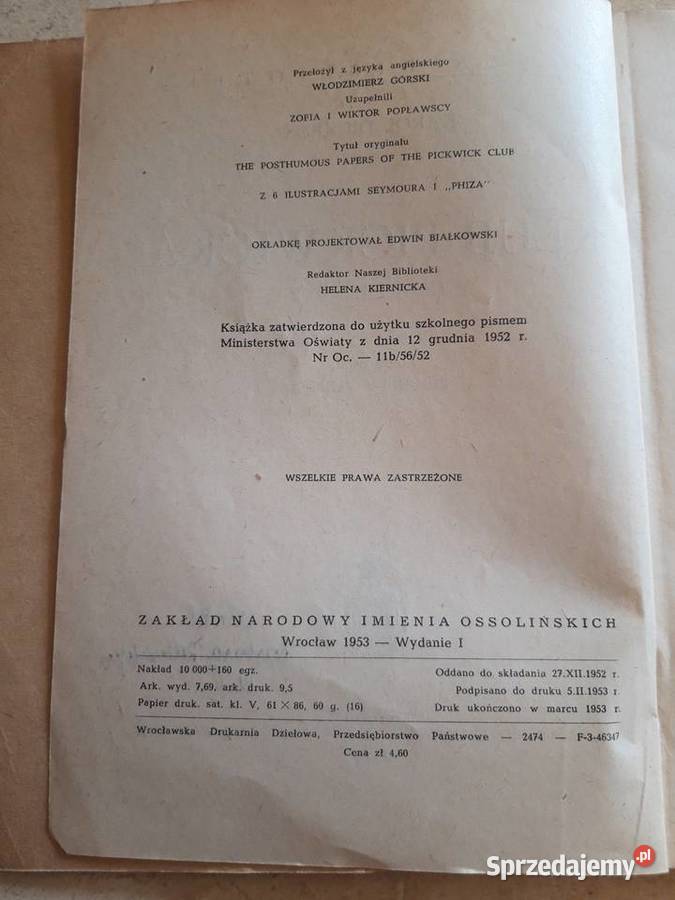 Przełożył z języka angielskiego
WŁODZIMIERZ GÓRSKI
Uzupełnili
ZOFIA I WIKTOR POPŁAWSCY
Tytuł oryginału
THE POSTHUMOUS PAPERS OF THE PICKWICK CLUB
Z 6 ILUSTRACJAMI SEYMOURA I „PHIZA"
OKŁADKĘ PROJEKTOWAŁ EDWIN BIAŁKOWSKI
Redaktor Naszej Biblioteki
HELENA KIERNICKA
Książka zatwierdzona do użytku szkolnego pismem
Ministerstwa Oświaty z dnia 12 grudnia 1952 r.
Nr Oc. — 11b/56/52
WSZELKIE PRAWA ZASTRZEŻONE
ZAKŁAD NARODOWY IMIENIA OSSOLIŃSKICH
Wrocław 1953 — Wydanie I
Nakład 10 000+160 egz. Oddano do składania 27.XII.1952 r.
Ark. wyd. 7,69, ark. druk. 9,5 Podpisano do druku 5.II.1953 r.
Papier druk. sat. kl. V, 61 × 86, 60 g. (16) Druk ukończono w marcu 1953 r.
Wrocławska Drukarnia Dziełowa, Przedsiębiorstwo Państwowe — 2474 — F-3-46347
Cena zł 4,60
Sprzedajemy.pl